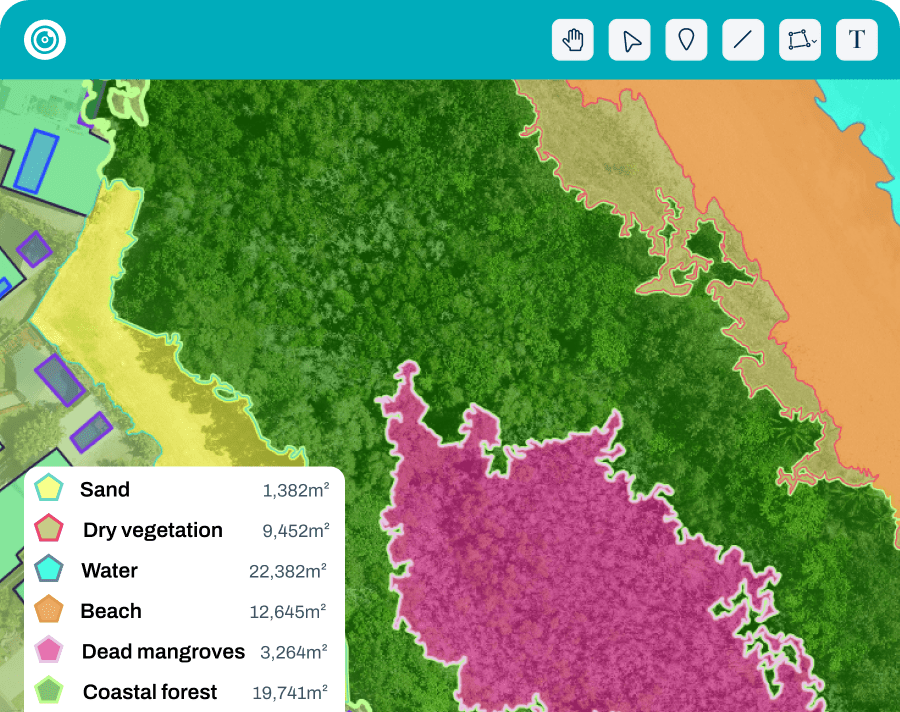 T
Sand 1,382m²
Dry vegetation 9,452m²
Water 22,382m²
Beach 12,645m²
Dead mangroves 3,264m²
Coastal forest 19,741m²